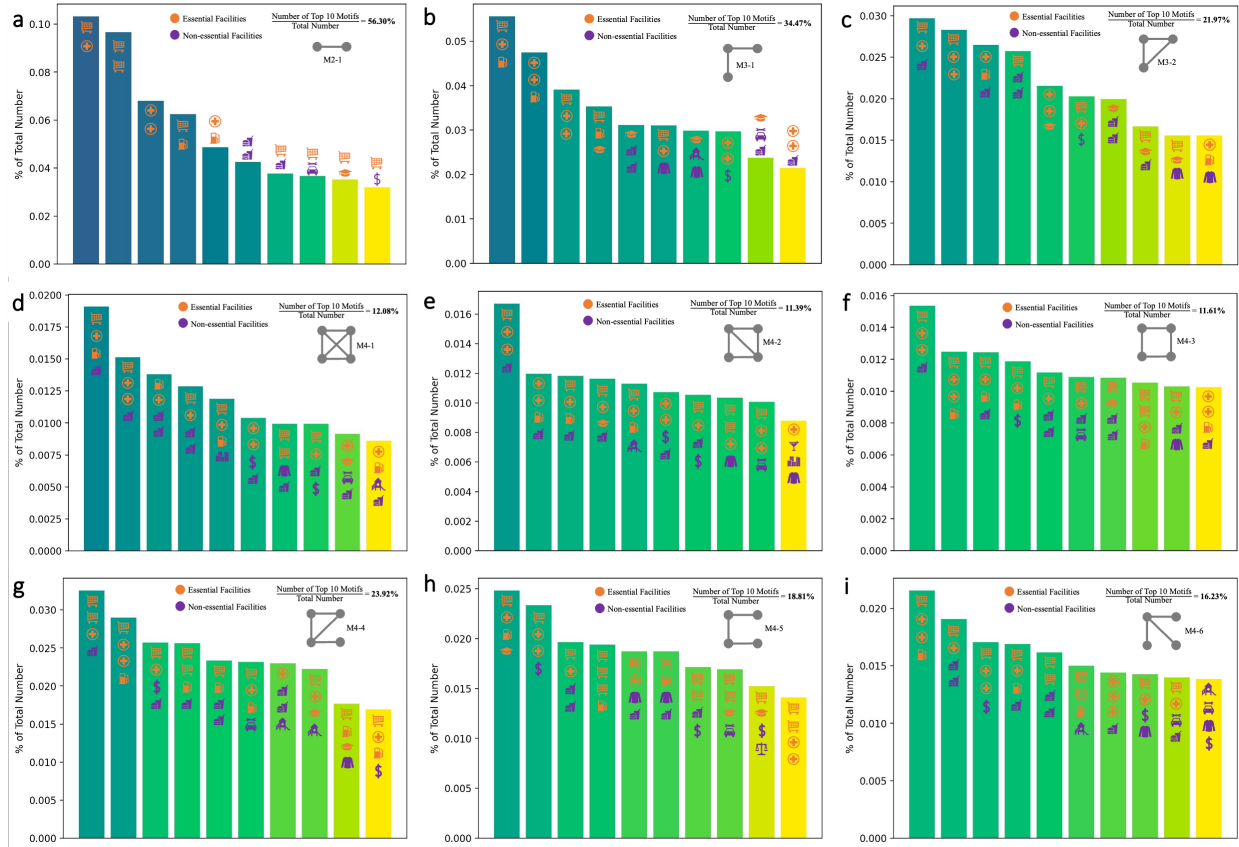 a
% of Total Number
0.10
0.08
0.06
0.04
0.02
0.00
Essential Facilities
Non-essential Facilities
Number of Top 10 Motifs
Total Number
= 56.30%
M2-1
$
b
% of Total Number
0.05
0.04
0.03
0.02
0.01
0.00
Essential Facilities
Non-essential Facilities
Number of Top 10 Motifs
Total Number
= 34.47%
M3-1
$
c
% of Total Number
0.030
0.025
0.020
0.015
0.010
0.005
0.000
Essential Facilities
Non-essential Facilities
Number of Top 10 Motifs
Total Number
= 21.97%
M3-2
$
d
% of Total Number
0.0200
0.0175
0.0150
0.0125
0.0100
0.0075
0.0050
0.0025
0.0000
Essential Facilities
Non-essential Facilities
Number of Top 10 Motifs
Total Number
= 12.08%
M4-1
$
$
e
% of Total Number
0.016
0.014
0.012
0.010
0.008
0.006
0.004
0.002
0.000
Essential Facilities
Non-essential Facilities
Number of Top 10 Motifs
Total Number
= 11.39%
M4-2
$
$
f
% of Total Number
0.016
0.014
0.012
0.010
0.008
0.006
0.004
0.002
0.000
Essential Facilities
Non-essential Facilities
Number of Top 10 Motifs
Total Number
= 11.61%
M4-3
$
g
% of Total Number
0.030
0.025
0.020
0.015
0.010
0.005
0.000
Essential Facilities
Non-essential Facilities
Number of Top 10 Motifs
Total Number
= 23.92%
M4-4
$
$
h
% of Total Number
0.025
0.020
0.015
0.010
0.005
0.000
Essential Facilities
Non-essential Facilities
Number of Top 10 Motifs
Total Number
= 18.81%
M4-5
$
$
$
i
% of Total Number
0.020
0.015
0.010
0.005
0.000
Essential Facilities
Non-essential Facilities
Number of Top 10 Motifs
Total Number
= 16.23%
M4-6
$
$
$
$